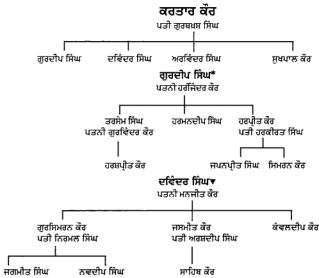 ਕਰਤਾਰ ਕੌਰ
ਪਤੀ ਗੁਰਬਖ਼ਸ਼ ਸਿੰਘ
ਗੁਰਦੀਪ ਸਿੰਘ ਦਵਿੰਦਰ ਸਿੰਘ ਅਰਵਿੰਦਰ ਸਿੰਘ ਸੁਖਪਾਲ ਕੌਰ
ਗੁਰਦੀਪ ਸਿੰਘ*
ਪਤਨੀ ਹਰਜਿੰਦਰ ਕੌਰ
ਤਰਸੇਮ ਸਿੰਘ ਹਰਮਨਦੀਪ ਸਿੰਘ ਹਰਪ੍ਰੀਤ ਕੌਰ
ਪਤਨੀ ਗੁਰਵਿੰਦਰ ਕੌਰ ਪਤੀ ਹਰਕੀਰਤ ਸਿੰਘ
ਹਰਸ਼ਪ੍ਰੀਤ ਕੌਰ ਜਪਨਪ੍ਰੀਤ ਸਿੰਘ ਸਿਮਰਨ ਕੌਰ
ਦਵਿੰਦਰ ਸਿੰਘ▼
ਪਤਨੀ ਮਨਜੀਤ ਕੌਰ
ਗੁਰਸਿਮਰਨ ਕੌਰ ਜਸਮੀਤ ਕੌਰ ਕੰਵਲਦੀਪ ਕੌਰ
ਪਤੀ ਨਿਰਮਲ ਸਿੰਘ ਪਤੀ ਅਰਸ਼ਦੀਪ ਸਿੰਘ
ਜਗਮੀਤ ਸਿੰਘ ਨਵਦੀਪ ਸਿੰਘ ਸਾਹਿਬ ਕੌਰ